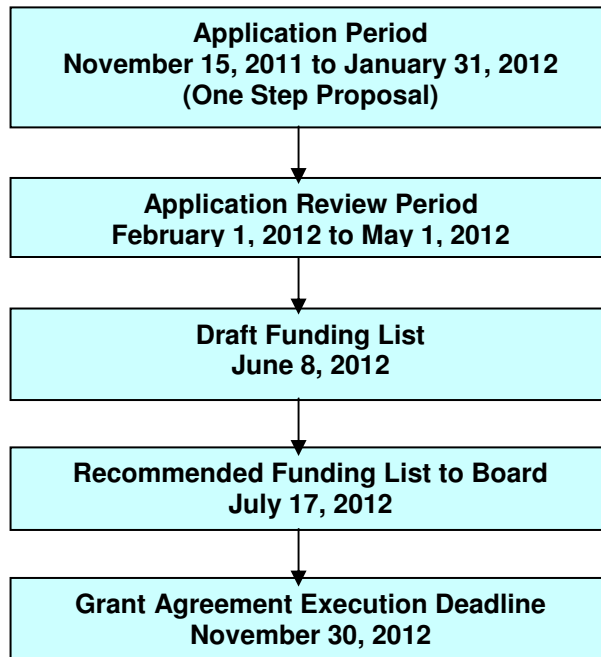 Application Period
November 15, 2011 to January 31, 2012
(One Step Proposal)
Application Review Period
February 1, 2012 to May 1, 2012
Draft Funding List
June 8, 2012
Recommended Funding List to Board
July 17, 2012
Grant Agreement Execution Deadline
November 30, 2012